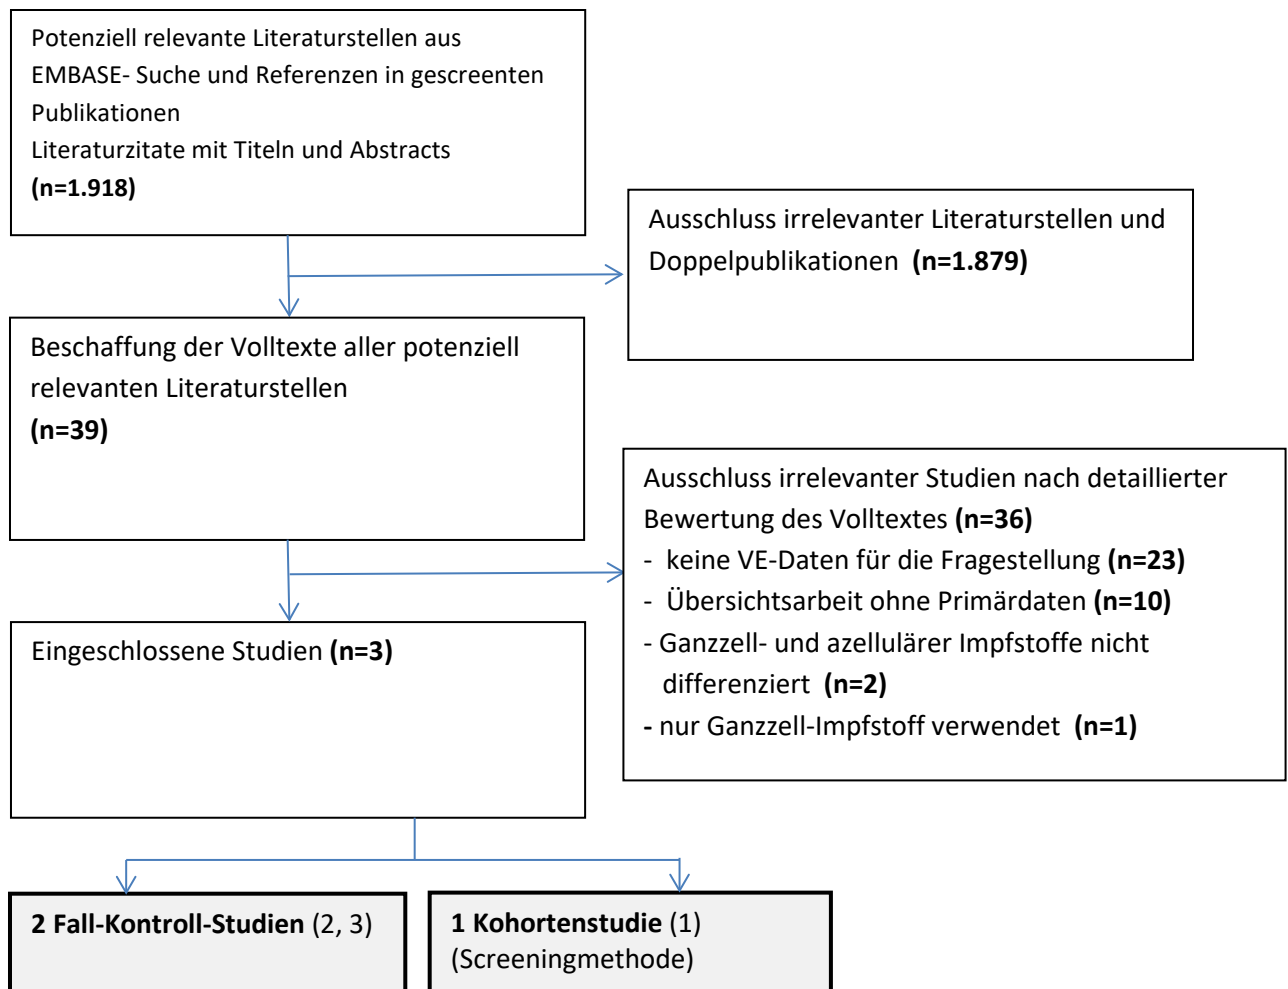 Potenziell relevante Literaturstellen aus
EMBASE- Suche und Referenzen in gescreenten
Publikationen
Literaturzitate mit Titeln und Abstracts
(n=1.918)
Ausschluss irrelevanter Literaturstellen und
Doppelpublikationen (n=1.879)
Beschaffung der Volltexte aller potenziell
relevanten Literaturstellen
(n=39)
Ausschluss irrelevanter Studien nach detaillierter
Bewertung des Volltextes (n=36)
- keine VE-Daten für die Fragestellung (n=23)
- Übersichtsarbeit ohne Primärdaten (n=10)
- Ganzzell- und azellulärer Impfstoffe nicht
differenziert (n=2)
- nur Ganzzell-Impfstoff verwendet (n=1)
Eingeschlossene Studien (n=3)
2 Fall-Kontroll-Studien (2, 3)
1 Kohortenstudie (1)
(Screeningmethode)